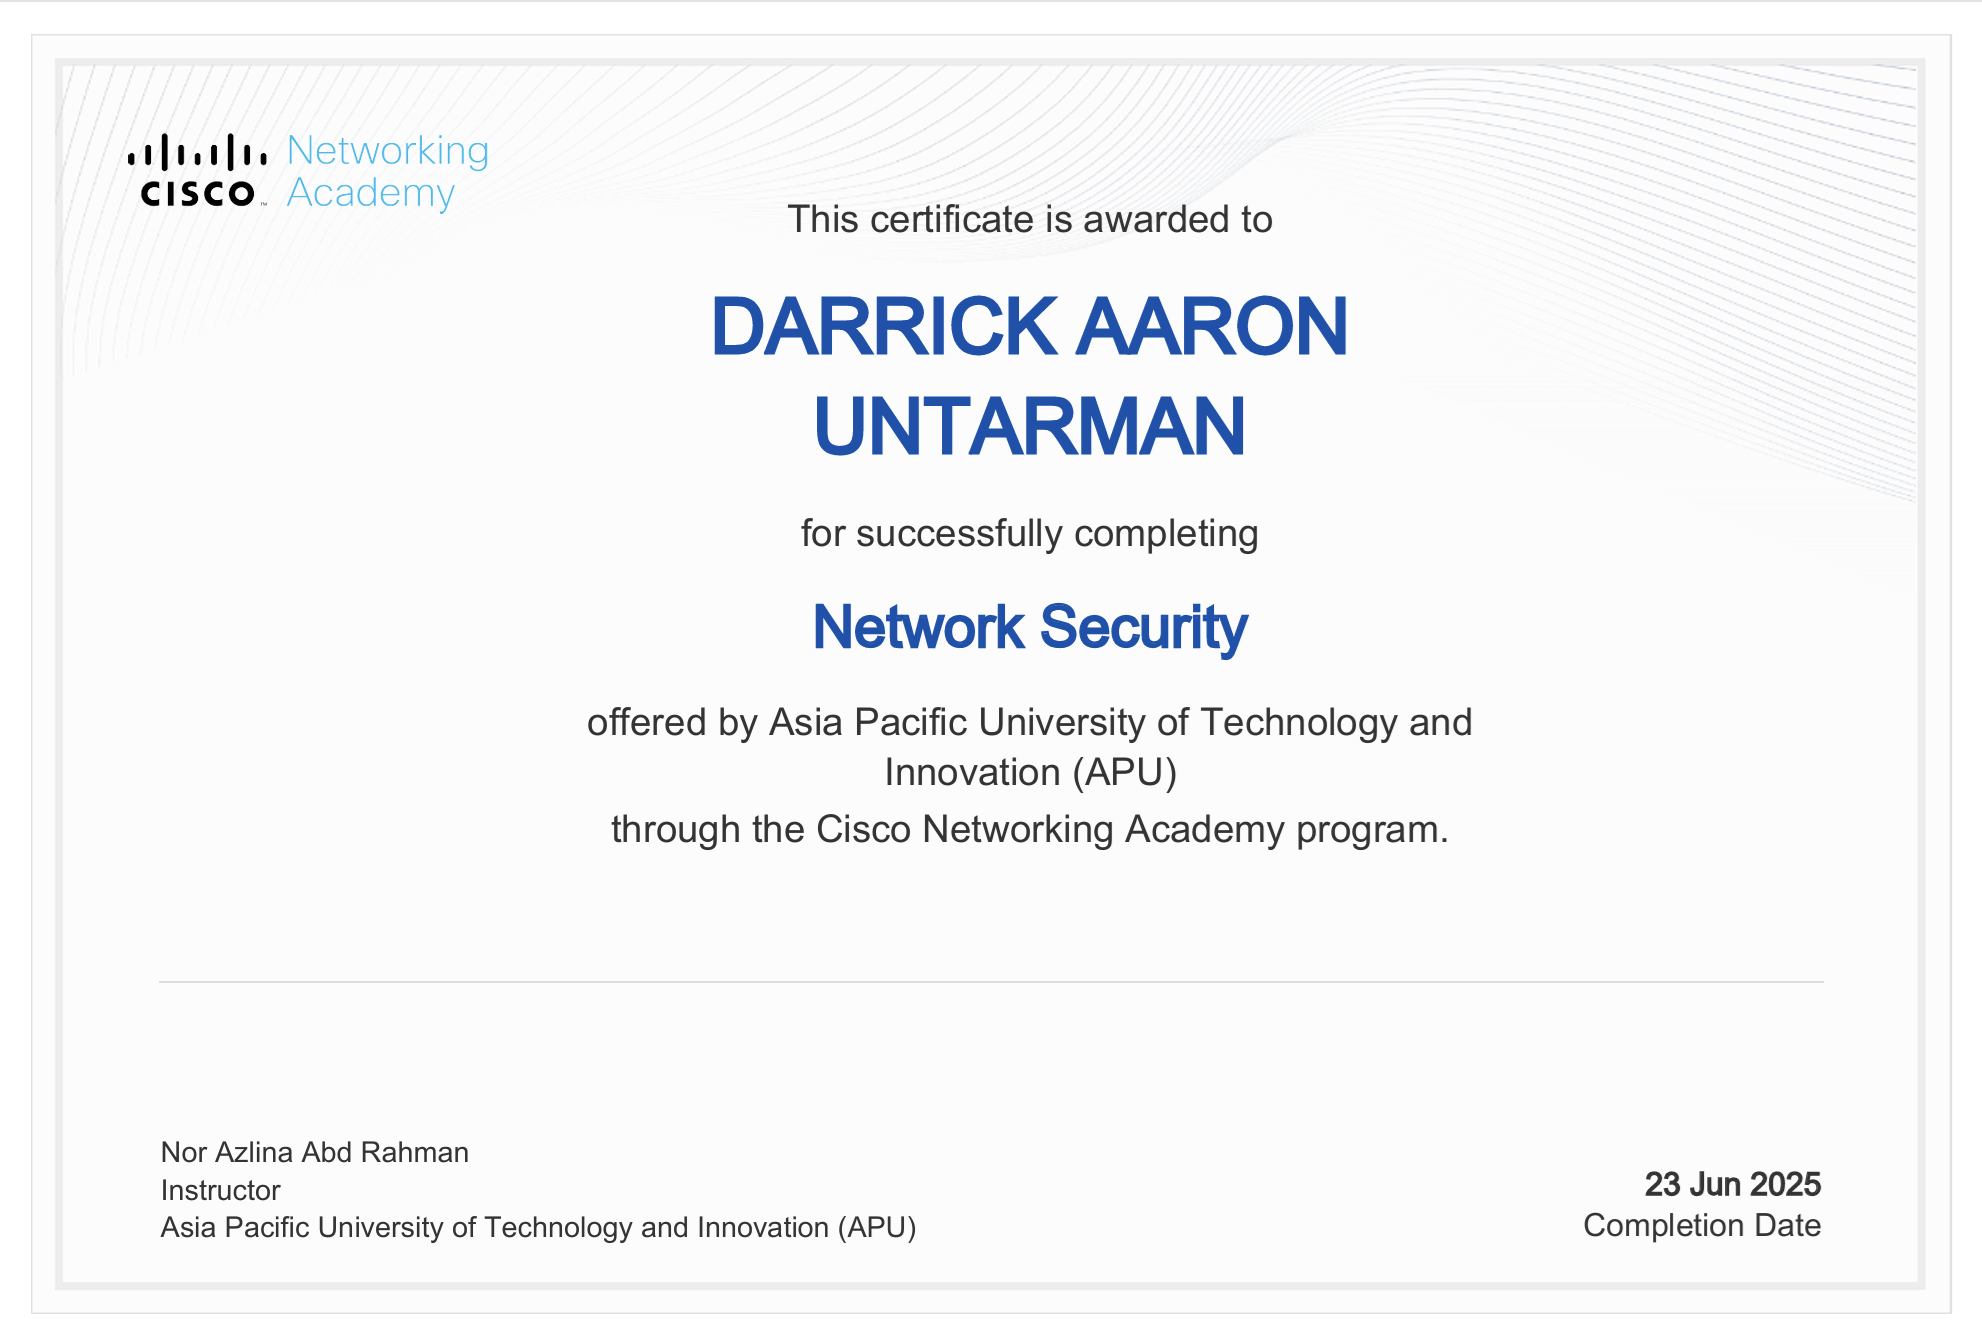 CISCO™ Networking
Academy
This certificate is awarded to
DARRICK AARON
UNTARMAN
for successfully completing
Network Security
offered by Asia Pacific University of Technology and
Innovation (APU)
through the Cisco Networking Academy program.
Nor Azlina Abd Rahman
Instructor
Asia Pacific University of Technology and Innovation (APU)
23 Jun 2025
Completion Date